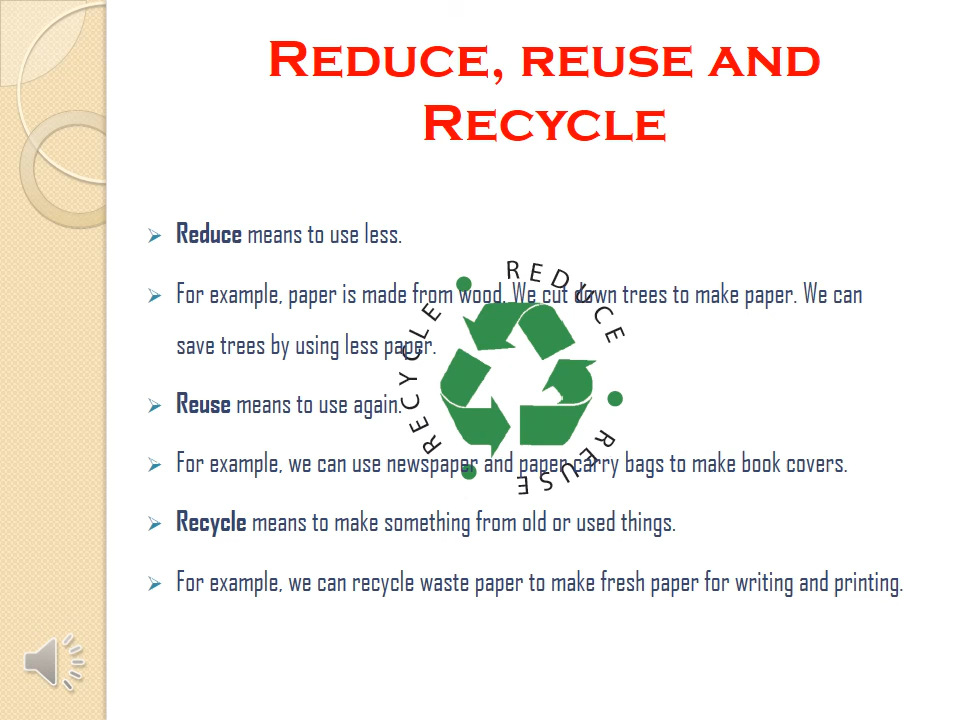 Reduce, reuse and
Recycle
Reduce means to use less.
For example, paper is made from wood. We cut down trees to make paper. We can
save trees by using less paper.
Reuse means to use again.
For example, we can use newspaper and paper carry bags to make book covers.
Recycle means to make something from old or used things.
For example, we can recycle waste paper to make fresh paper for writing and printing.
REDUCE
REUSE
RECYCLE